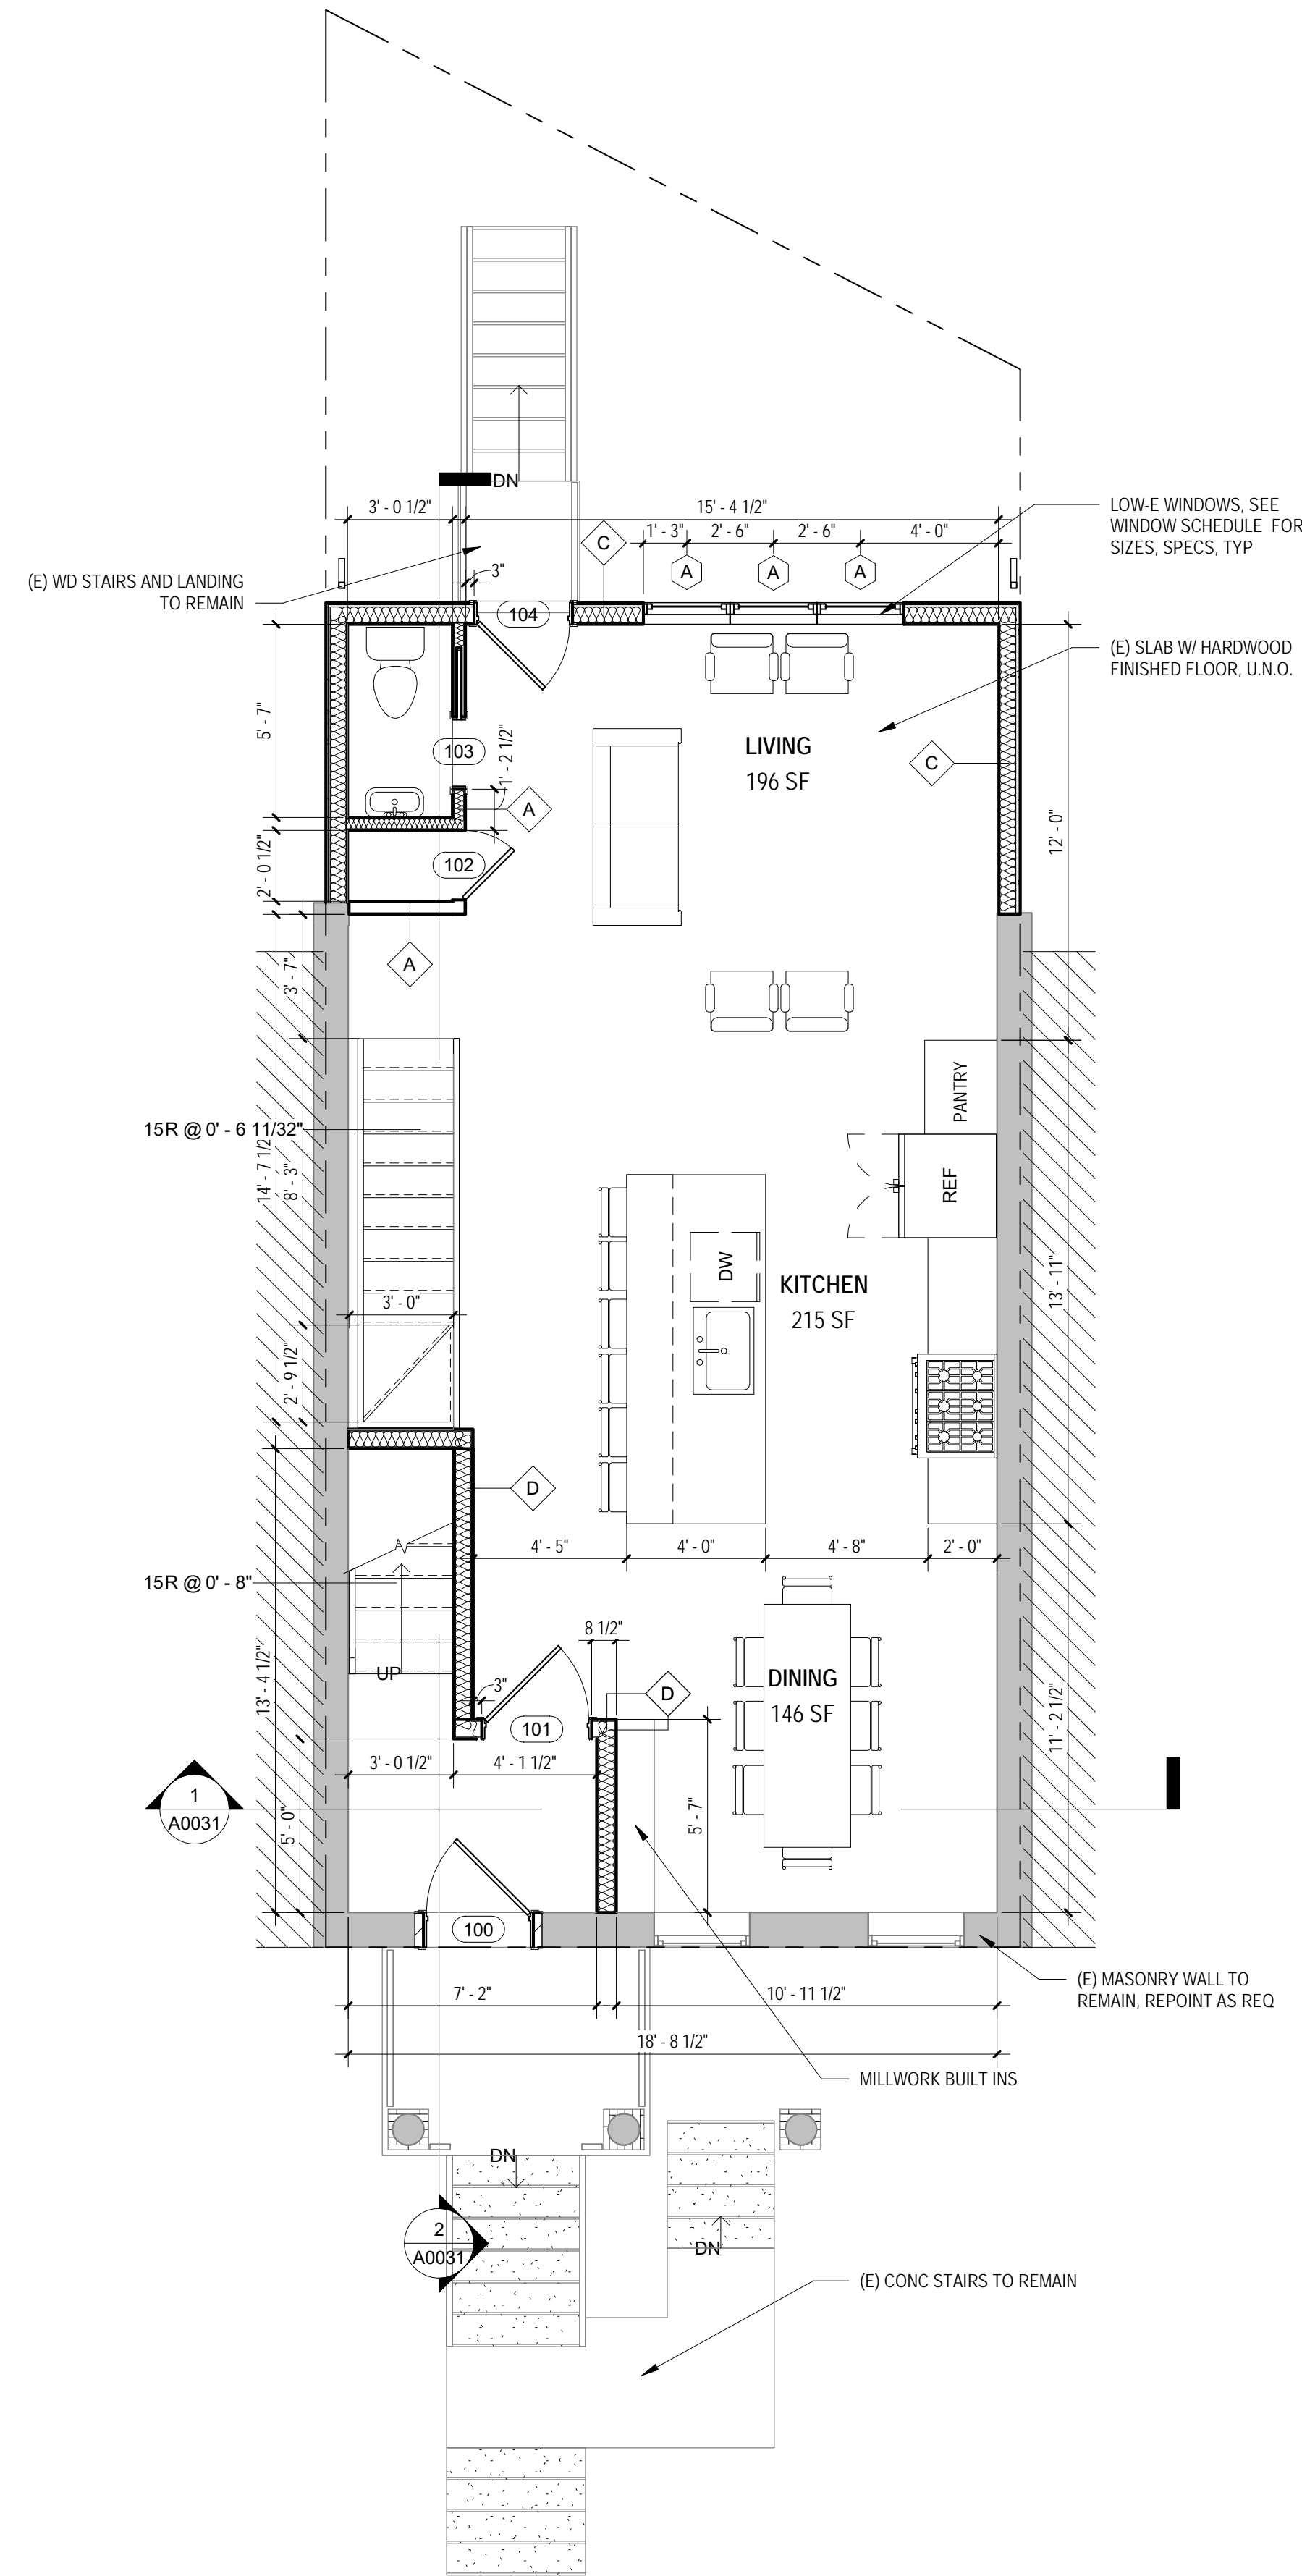 DN
3' - 0 1/2"
15' - 4 1/2"
1' - 3"
2' - 6"
2' - 6"
4' - 0"
LOW-E WINDOWS, SEE
WINDOW SCHEDULE FOR
SIZES, SPECS, TYP
C
A
A
A
(E) WD STAIRS AND LANDING
TO REMAIN
3"
104
(E) SLAB W/ HARDWOOD
FINISHED FLOOR, U.N.O.
5' - 7"
103
1' - 2 1/2"
LIVING
196 SF
C
A
12' - 0"
2' - 0 1/2"
102
A
3' - 7"
PANTRY
15R @ 0' - 6 11/32"
14' - 7 1/2"
8' - 3"
REF
DW
KITCHEN
215 SF
13' - 11"
3' - 0"
2' - 9 1/2"
D
4' - 5"
4' - 0"
4' - 8"
2' - 0"
15R @ 0' - 8"
8 1/2"
UP
13' - 4 1/2"
3"
D
DINING
146 SF
101
11' - 2 1/2"
3' - 0 1/2"
4' - 1 1/2"
1
A0031
5' - 0"
5' - 7"
100
(E) MASONRY WALL TO
REMAIN, REPOINT AS REQ
7' - 2"
10' - 11 1/2"
18' - 8 1/2"
MILLWORK BUILT INS
DN
2
A0031
DN
(E) CONC STAIRS TO REMAIN